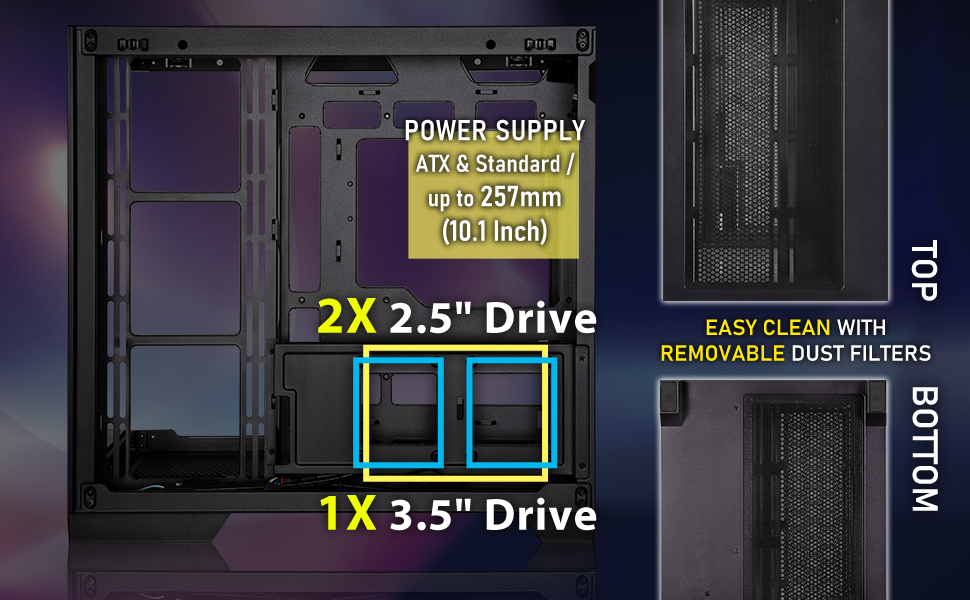 POWER SUPPLY
ATX & Standard /
up to 257mm
(10.1 Inch)
2X 2.5" Drive
1X 3.5" Drive
TOP
EASY CLEAN WITH
REMOVABLE DUST FILTERS
BOTTOM